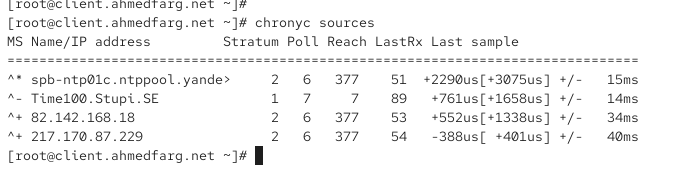 [root@client.ahmedfarg.net ~]#
[root@client.ahmedfarg.net ~]# chronyc sources
MS Name/IP address         Stratum Poll Reach LastRx Last sample
===============================================================================
^* spb-ntp01c.ntppool.yande>     2   6   377    51  +2290us[+3075us] +/-   15ms
^- Time100.Stupi.SE              1   7     7    89   +761us[+1658us] +/-   14ms
^+ 82.142.168.18                 2   6   377    53   +552us[+1338us] +/-   34ms
^+ 217.170.87.229                2   6   377    54   -388us[ +401us] +/-   40ms
[root@client.ahmedfarg.net ~]#